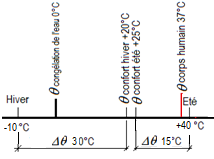 θ congélation de l'eau 0°C
θ confort hiver +20°C
θ confort été +25°C
θ corps humain 37°C
Hiver
Eté
-10°C
+40°C
Δθ 30°C
Δθ 15°C